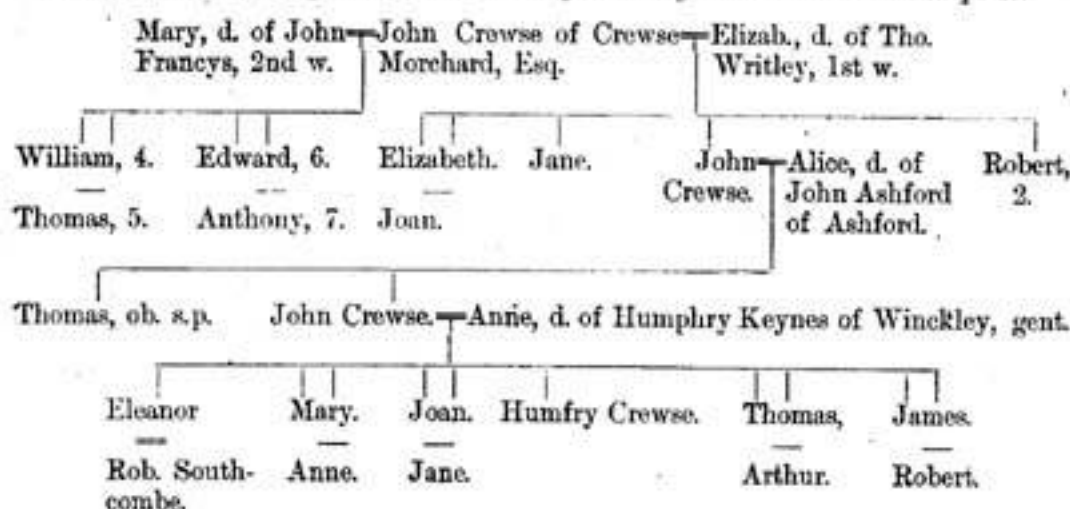 Mary, d. of John John Crewse of Crewse Elizab., d. of Tho.
Francys, 2nd w. Morchard, Esq. Writley, 1st w.
William, 4. Edward, 6. Elizabeth. Jane. John Alice, d. of Robert,
Crewse. John Ashford 2.
Thomas, 5. Anthony, 7. Joan. of Ashford.
Thomas, ob. s.p. John Crewse. Anne, d. of Humphry Keynes of Winckley, gent.
Eleanor Mary. Joan. Humfry Crewse. Thomas, James.
Rob. South- Anne. Jane. Arthur. Robert.
combe.